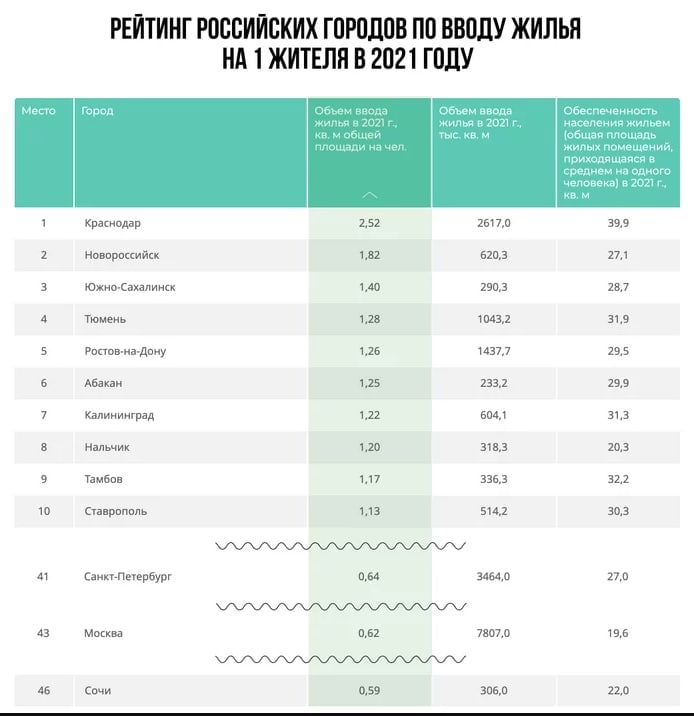 РЕЙТИНГ РОССИЙСКИХ ГОРОДОВ ПО ВВОДУ ЖИЛЬЯ
НА 1 ЖИТЕЛЯ В 2021 ГОДУ
Место Город Объем ввода жилья в 2021 г., кв. м общей площади на чел. Объем ввода жилья в 2021 г., тыс. кв. м Обеспеченность населения жильем (общая площадь жилых помещений, приходящаяся в среднем на одного человека) в 2021 г., кв. м
1 Краснодар 2,52 2617,0 39,9
2 Новороссийск 1,82 620,3 27,1
3 Южно-Сахалинск 1,40 290,3 28,7
4 Тюмень 1,28 1043,2 31,9
5 Ростов-на-Дону 1,26 1437,7 29,5
6 Абакан 1,25 233,2 29,9
7 Калининград 1,22 604,1 31,3
8 Нальчик 1,20 318,3 20,3
9 Тамбов 1,17 336,3 32,2
10 Ставрополь 1,13 514,2 30,3
41 Санкт-Петербург 0,64 3464,0 27,0
43 Москва 0,62 7807,0 19,6
46 Сочи 0,59 306,0 22,0